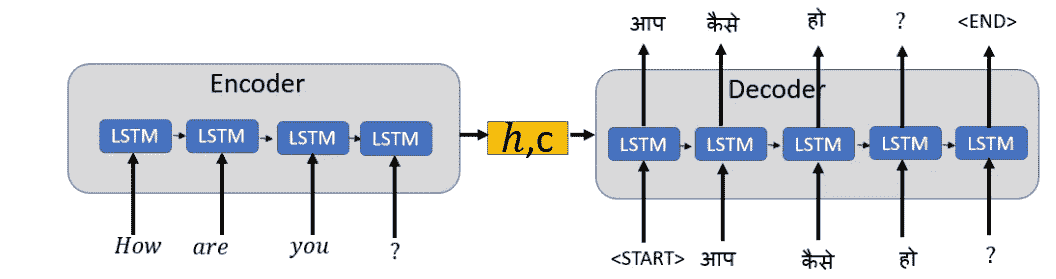 आप कैसे हो ? <END>
Encoder
Decoder
LSTM LSTM LSTM LSTM
h,c
LSTM LSTM LSTM LSTM LSTM
How are you ?
<START> आप कैसे हो ?